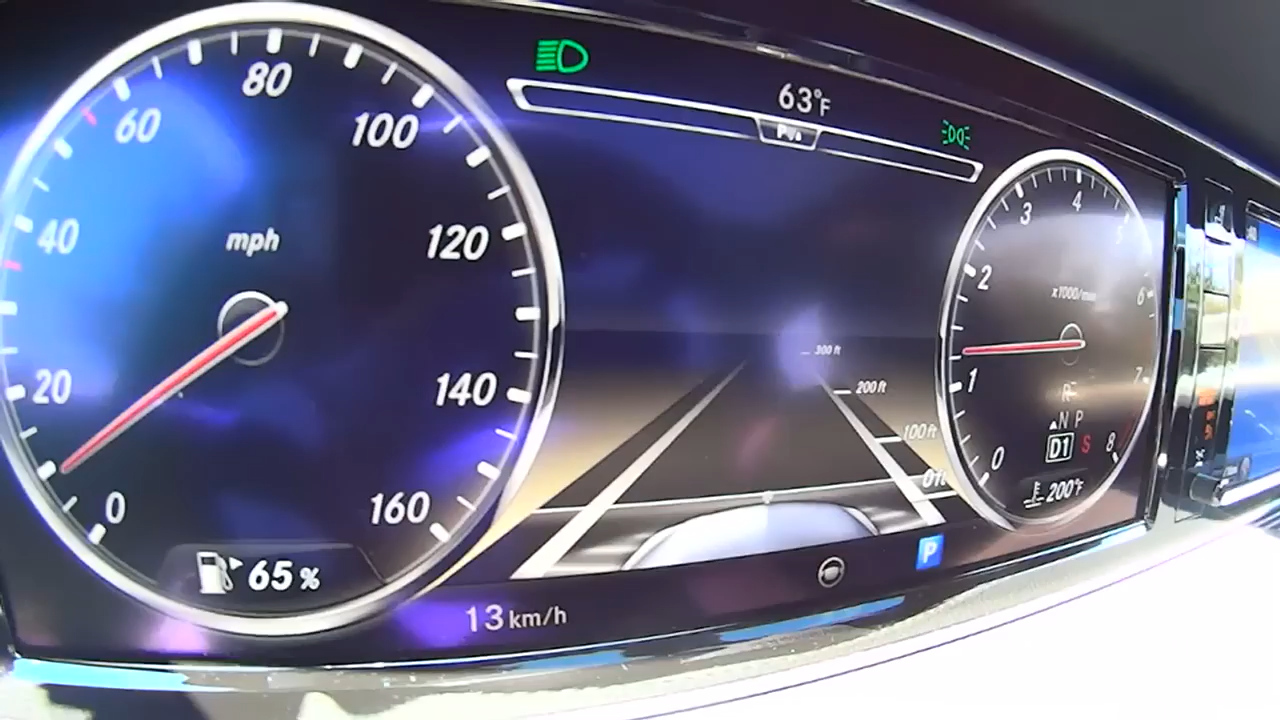 80
60
100
40
mph
120
20
140
0
160
65 %
13 km/h
63°F
300 ft
200 ft
100 ft
0 ft
P
4
3
2
6
x1000/min
1
7
R
N P
D1 S
0
8
200°F